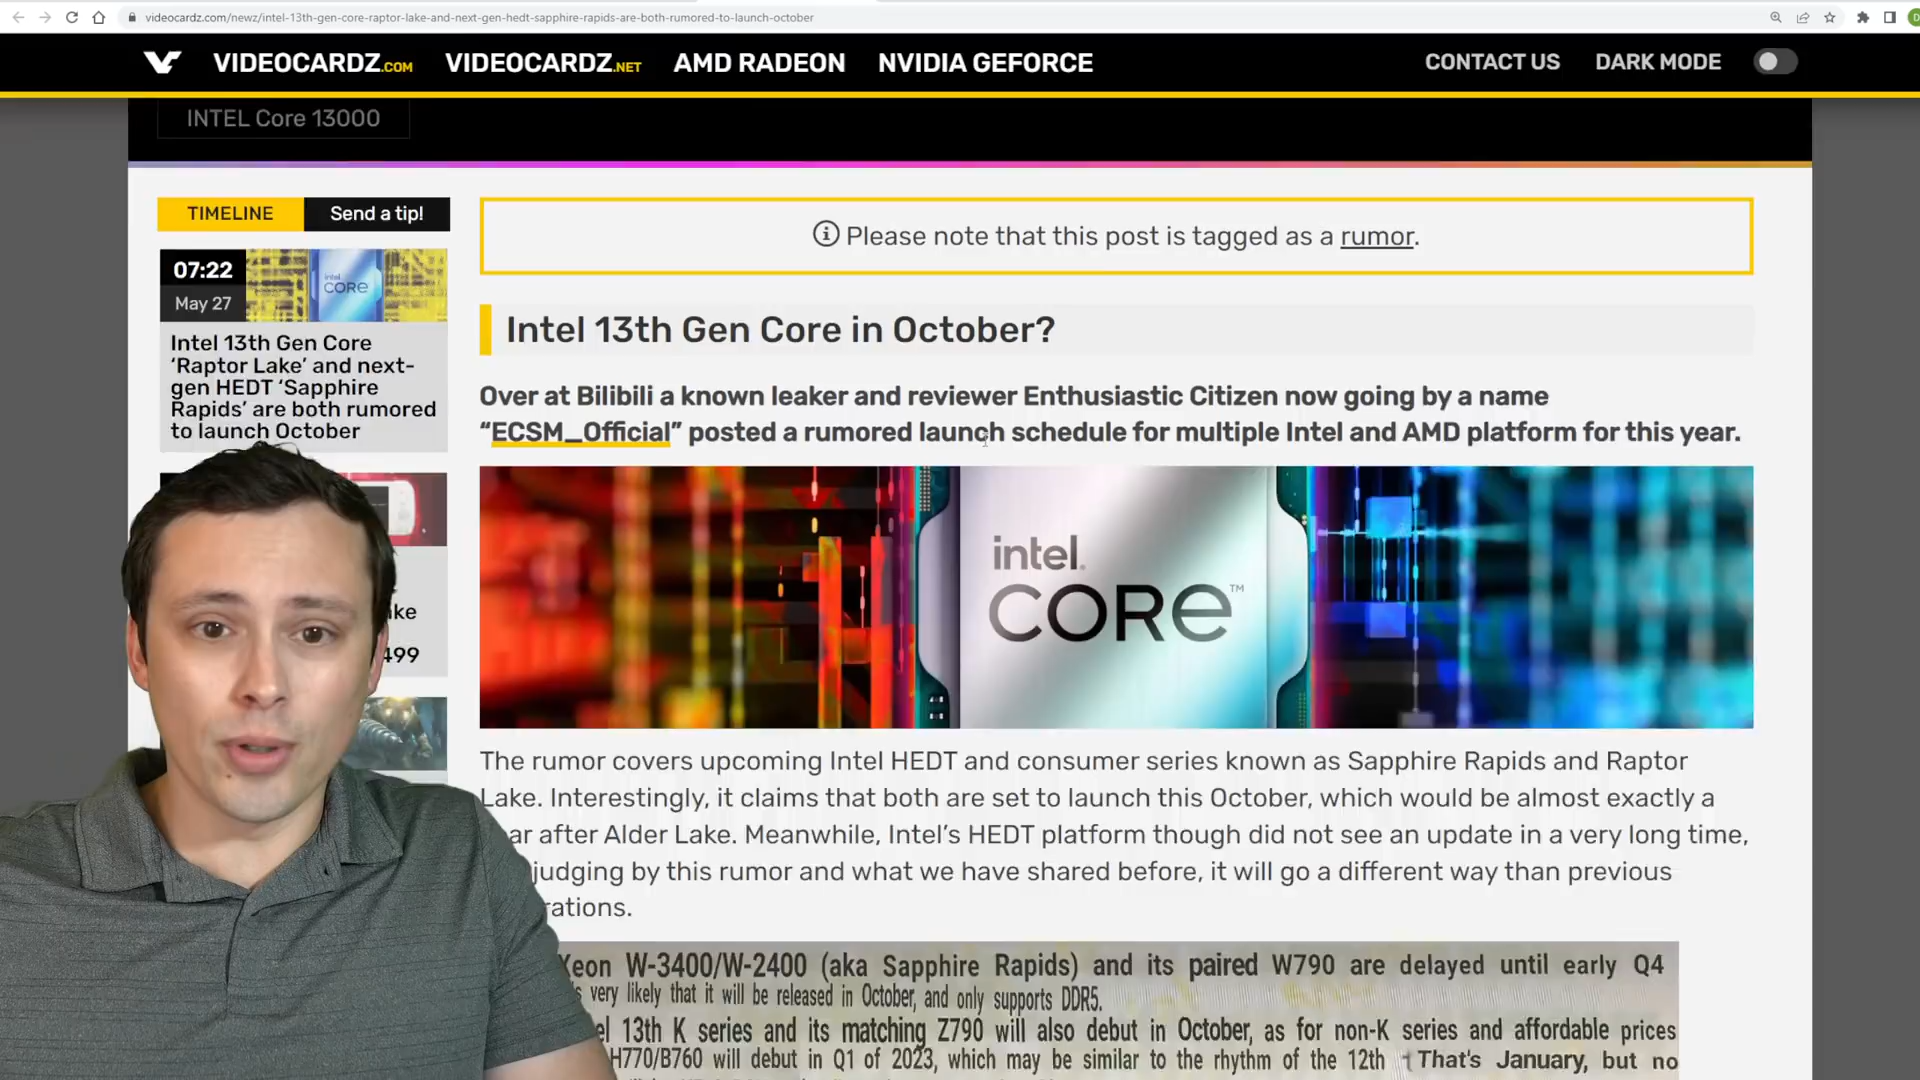 videocardz.com/newz/intel-13th-gen-core-raptor-lake-and-next-gen-hedt-sapphire-rapids-are-both-rumored-to-launch-october
VIDEOCARDZ.COM VIDEOCARDZ.NET AMD RADEON NVIDIA GEFORCE CONTACT US DARK MODE
INTEL Core 13000
TIMELINE Send a tip!
07:22
May 27
intel
CORE
Intel 13th Gen Core
‘Raptor Lake’ and next-
gen HEDT ‘Sapphire
Rapids’ are both rumored
to launch October
ke
499
Please note that this post is tagged as a rumor.
Intel 13th Gen Core in October?
Over at Bilibili a known leaker and reviewer Enthusiastic Citizen now going by a name
“ECSM_Official” posted a rumored launch schedule for multiple Intel and AMD platform for this year.
intel.
CORE™
The rumor covers upcoming Intel HEDT and consumer series known as Sapphire Rapids and Raptor
Lake. Interestingly, it claims that both are set to launch this October, which would be almost exactly a
ar after Alder Lake. Meanwhile, Intel’s HEDT platform though did not see an update in a very long time,
judging by this rumor and what we have shared before, it will go a different way than previous
rations.
Xeon W-3400/W-2400 (aka Sapphire Rapids) and its paired W790 are delayed until early Q4
s very likely that it will be released in October, and only supports DDR5.
el 13th K series and its matching Z790 will also debut in October, as for non-K series and affordable prices
H770/B760 will debut in Q1 of 2023, which may be similar to the rhythm of the 12th (That's January, but no